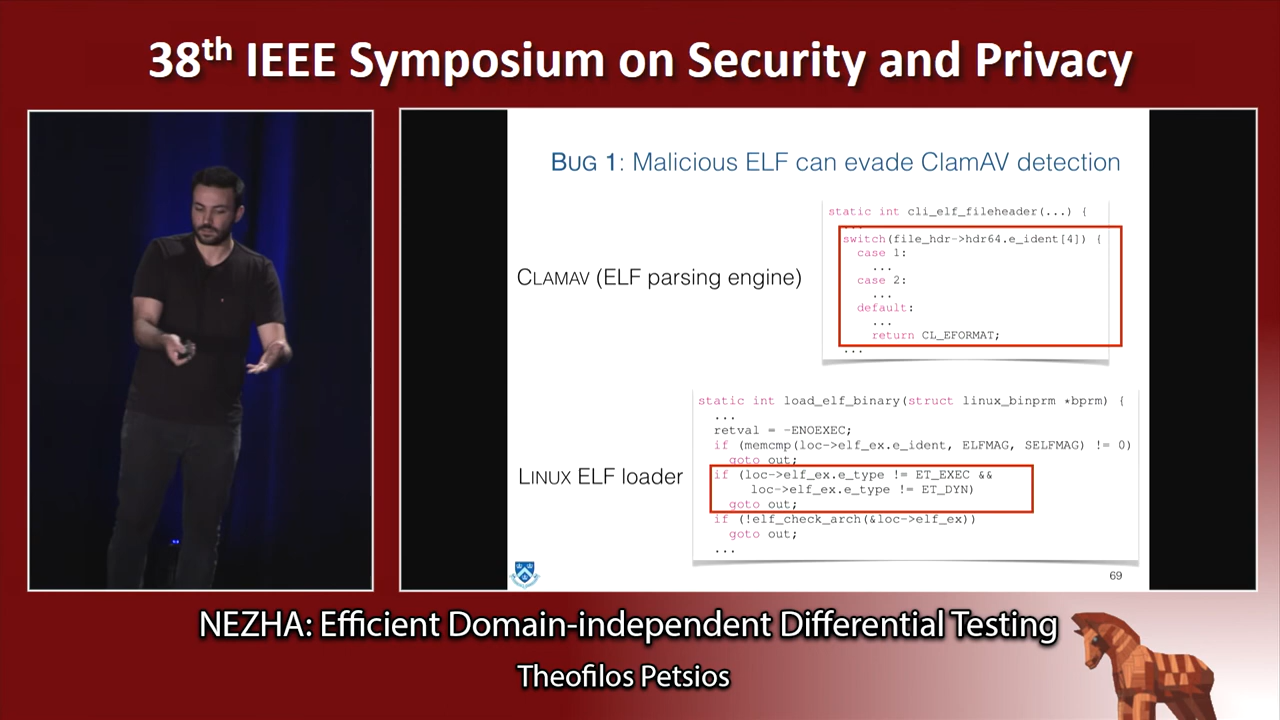 38th IEEE Symposium on Security and Privacy
BUG 1: Malicious ELF can evade ClamAV detection
static int cli_elf_fileheader(...) {
...
switch(file_hdr->hdr64.e_ident[4]) {
case 1:
...
case 2:
...
default:
...
return CL_EFORMAT;
...
CLAMAV (ELF parsing engine)
static int load_elf_binary(struct linux_binprm *bprm) {
...
retval = -ENOEXEC;
if (memcmp(loc->elf_ex.e_ident, ELFMAG, SELFMAG) != 0)
goto out;
if (loc->elf_ex.e_type != ET_EXEC &&
loc->elf_ex.e_type != ET_DYN)
goto out;
if (!elf_check_arch(&loc->elf_ex))
goto out;
...
LINUX ELF loader
69
NEZHA: Efficient Domain-independent Differential Testing
Theofilos Petsios